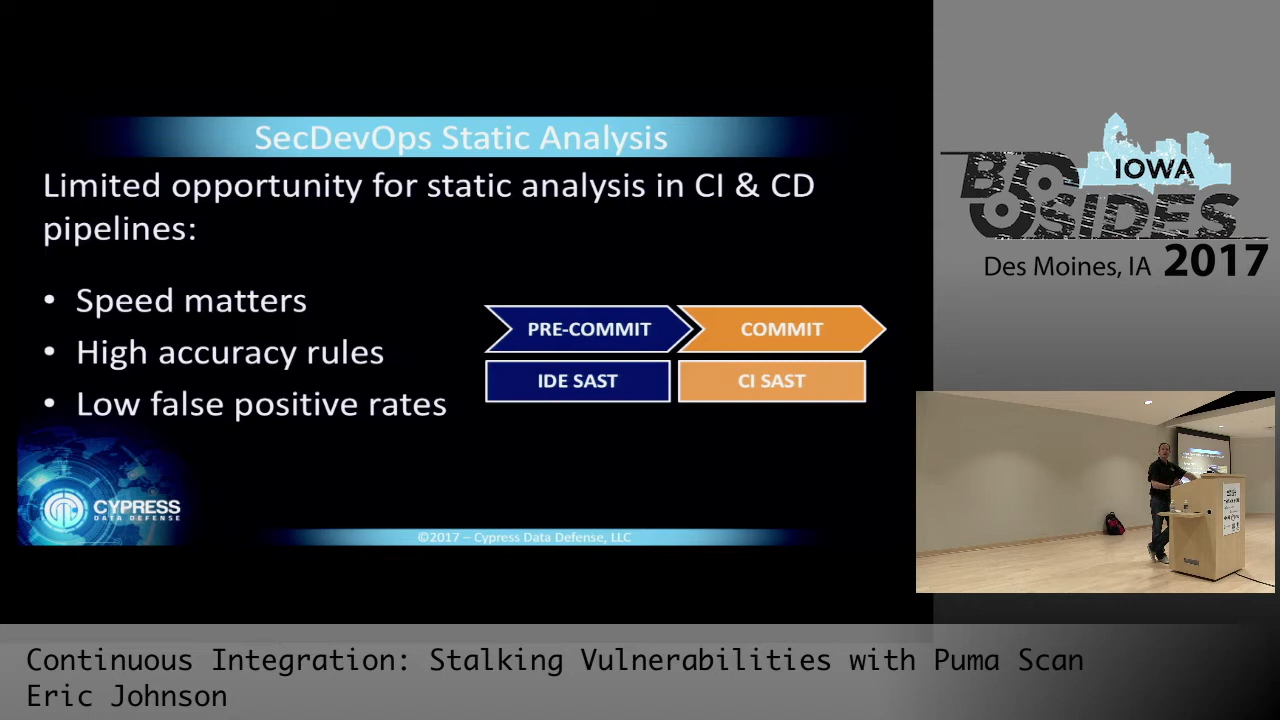 SecDevOps Static Analysis
Limited opportunity for static analysis in CI & CD
pipelines:
• Speed matters
• High accuracy rules
• Low false positive rates
PRE-COMMIT
COMMIT
IDE SAST
CI SAST
CYPRESS
DATA DEFENSE
©2017 – Cypress Data Defense, LLC
IOWA
BSIDES
Des Moines, IA 2017
Continuous Integration: Stalking Vulnerabilities with Puma Scan
Eric Johnson